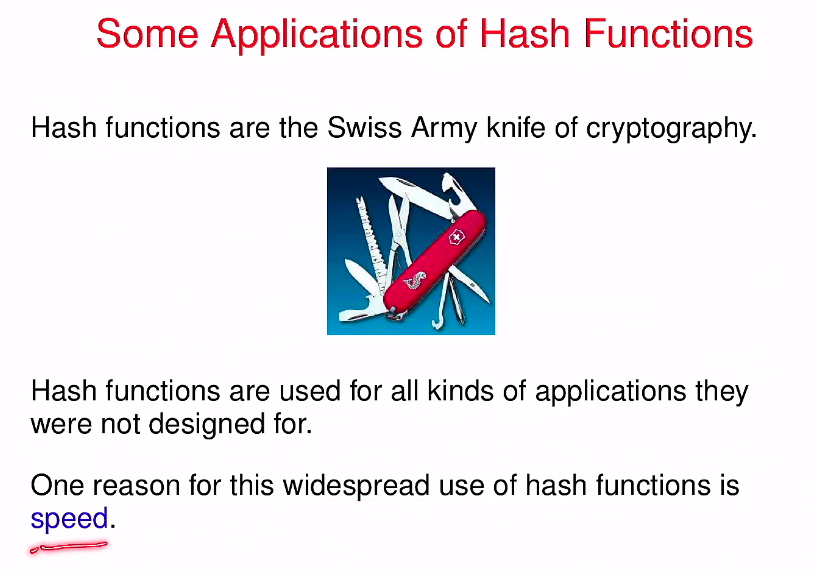 Some Applications of Hash Functions
Hash functions are the Swiss Army knife of cryptography.
Hash functions are used for all kinds of applications they
were not designed for.
One reason for this widespread use of hash functions is
speed.